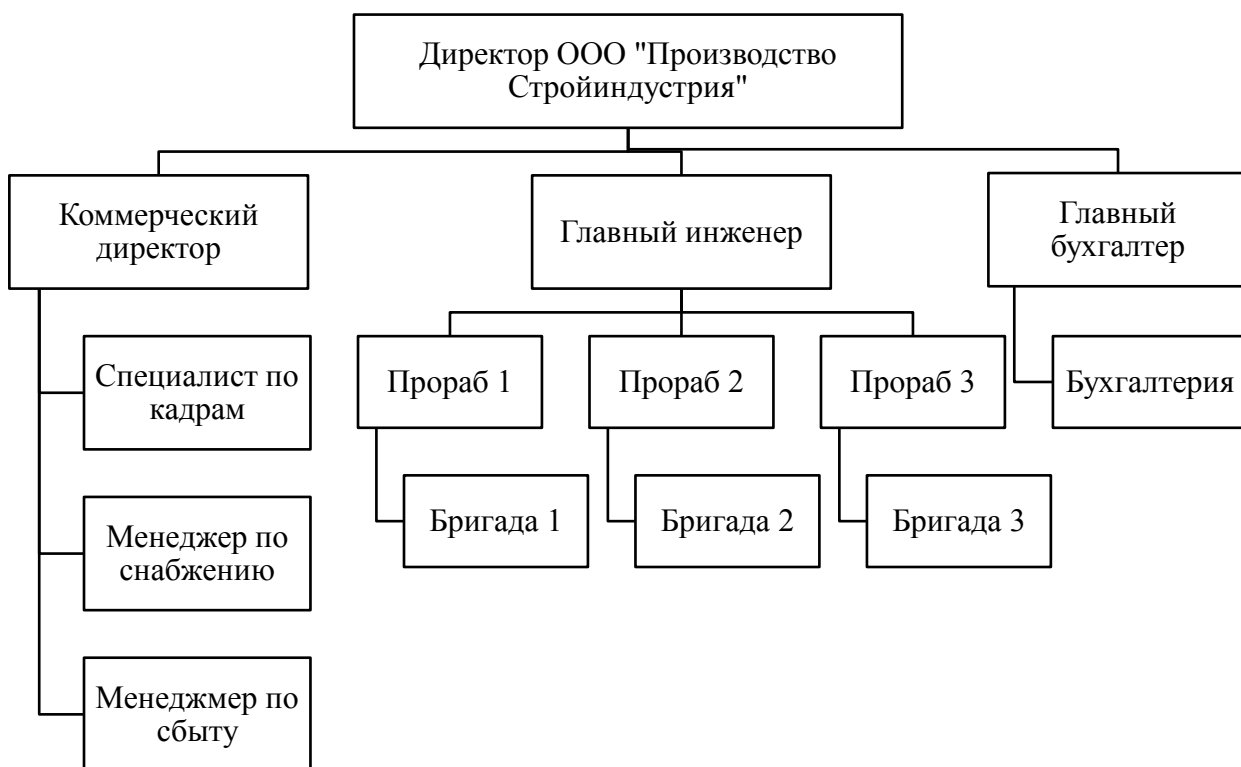 Директор ООО "Производство
Стройиндустрия"
Коммерческий
директор
Главный инженер
Главный
бухгалтер
Специалист по
кадрам
Прораб 1
Прораб 2
Прораб 3
Бухгалтерия
Бригада 1
Бригада 2
Бригада 3
Менеджер по
снабжению
Менеджмер по
сбыту